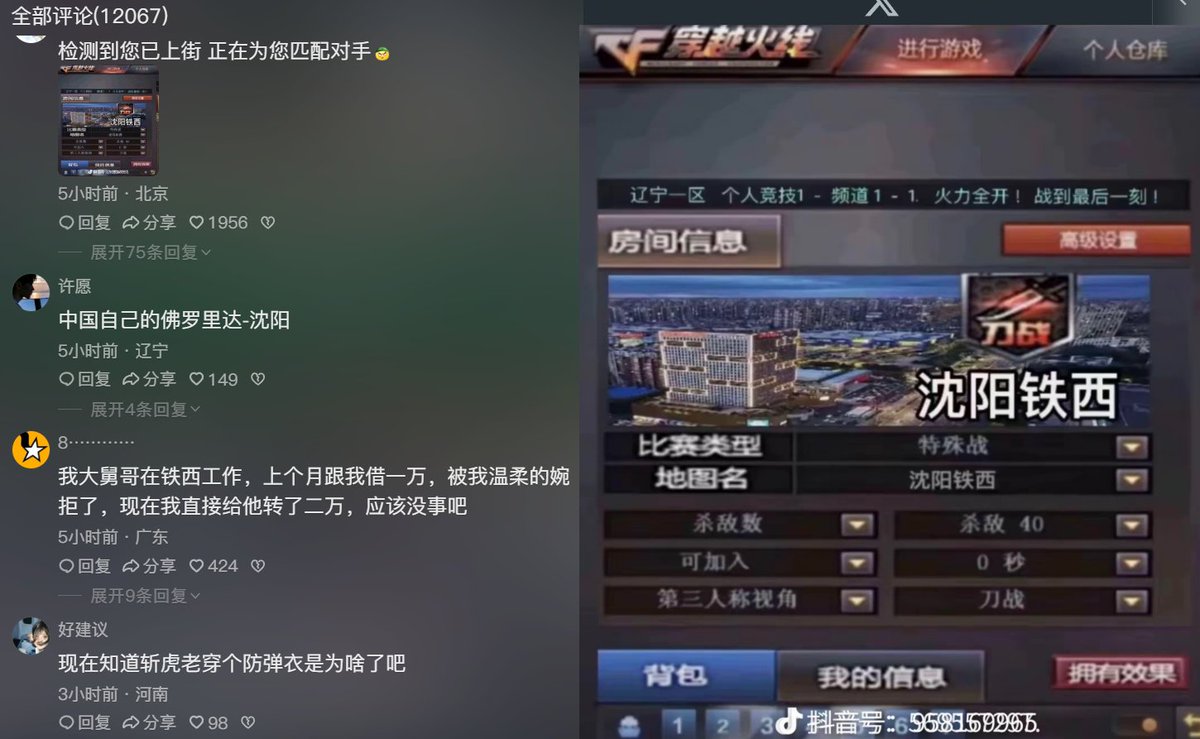 全部评论(12067)
检测到您已上街 正在为您匹配对手
5小时前 · 北京
回复 分享 1956
展开75条回复
许愿
中国自己的佛罗里达-沈阳
5小时前 · 辽宁
回复 分享 149
展开4条回复
8············
我大舅哥在铁西工作，上个月跟我借一万，被我温柔的婉
拒了，现在我直接给他转了二万，应该没事吧
5小时前 · 广东
回复 分享 424
展开9条回复
好建议
现在知道斩虎老穿个防弹衣是为啥了吧
3小时前 · 河南
回复 分享 98
CF 穿越火线
进行游戏
个人仓库
辽宁一区 个人竞技1 - 频道 1 - 1. 火力全开！ 战到最后一刻！
房间信息
高级设置
刀战
沈阳铁西
比赛类型 特殊战
地图名 沈阳铁西
杀敌数 杀敌 40
可加入 0 秒
第三人称视角 刀战
背包
我的信息
拥有效果
1 2 3
抖音号：